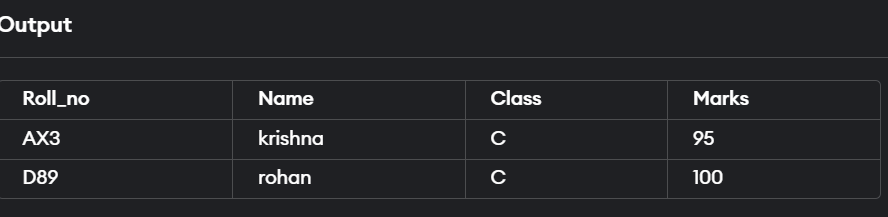 Output
Roll_no Name Class Marks
AX3 krishna C 95
D89 rohan C 100